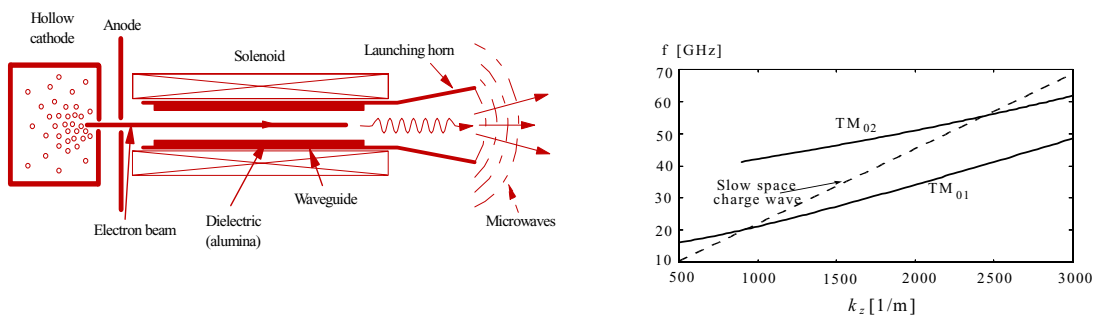 Hollow
cathode
Anode
Solenoid
Launching horn
Electron beam
Dielectric
(alumina)
Waveguide
Microwaves
f [GHz]
70
60
50
40
30
20
10
TM02
Slow space
charge wave
TM01
500
1000
1500
2000
2500
3000
kz [1/m]